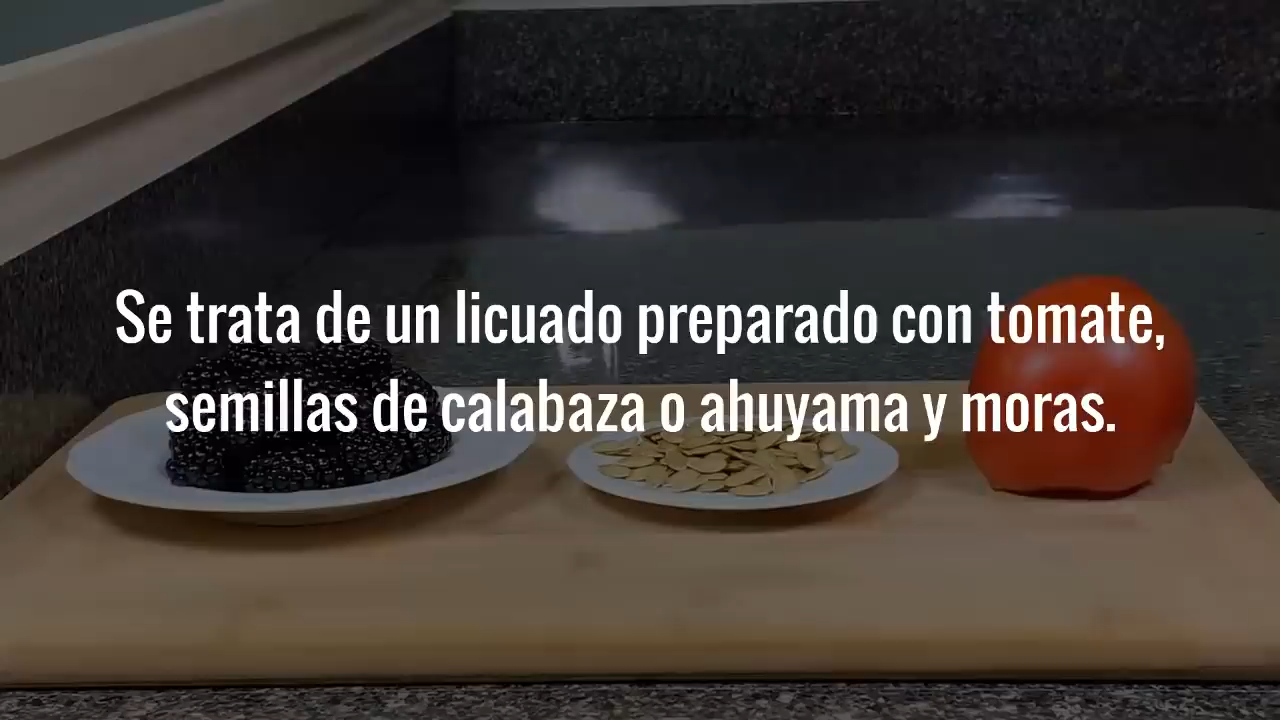 Se trata de un licuado preparado con tomate,
semillas de calabaza o ahuyama y moras.